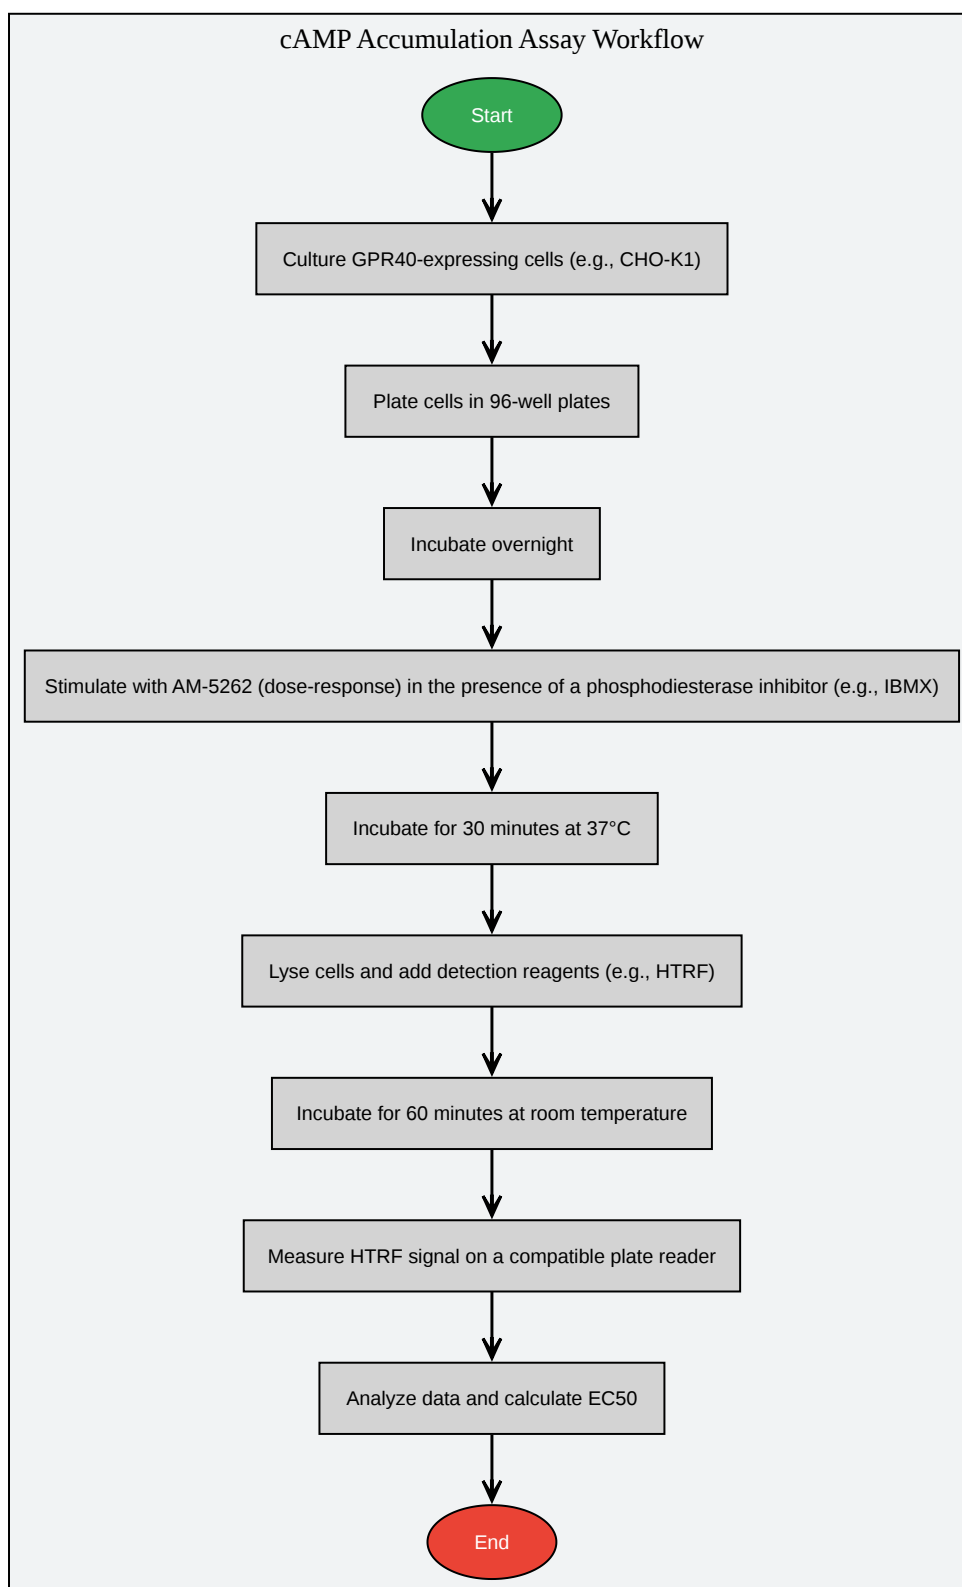 cAMP Accumulation Assay Workflow
Start
Culture GPR40-expressing cells (e.g., CHO-K1)
Plate cells in 96-well plates
Incubate overnight
Stimulate with AM-5262 (dose-response) in the presence of a phosphodiesterase inhibitor (e.g., IBMX)
Incubate for 30 minutes at 37°C
Lyse cells and add detection reagents (e.g., HTRF)
Incubate for 60 minutes at room temperature
Measure HTRF signal on a compatible plate reader
Analyze data and calculate EC50
End